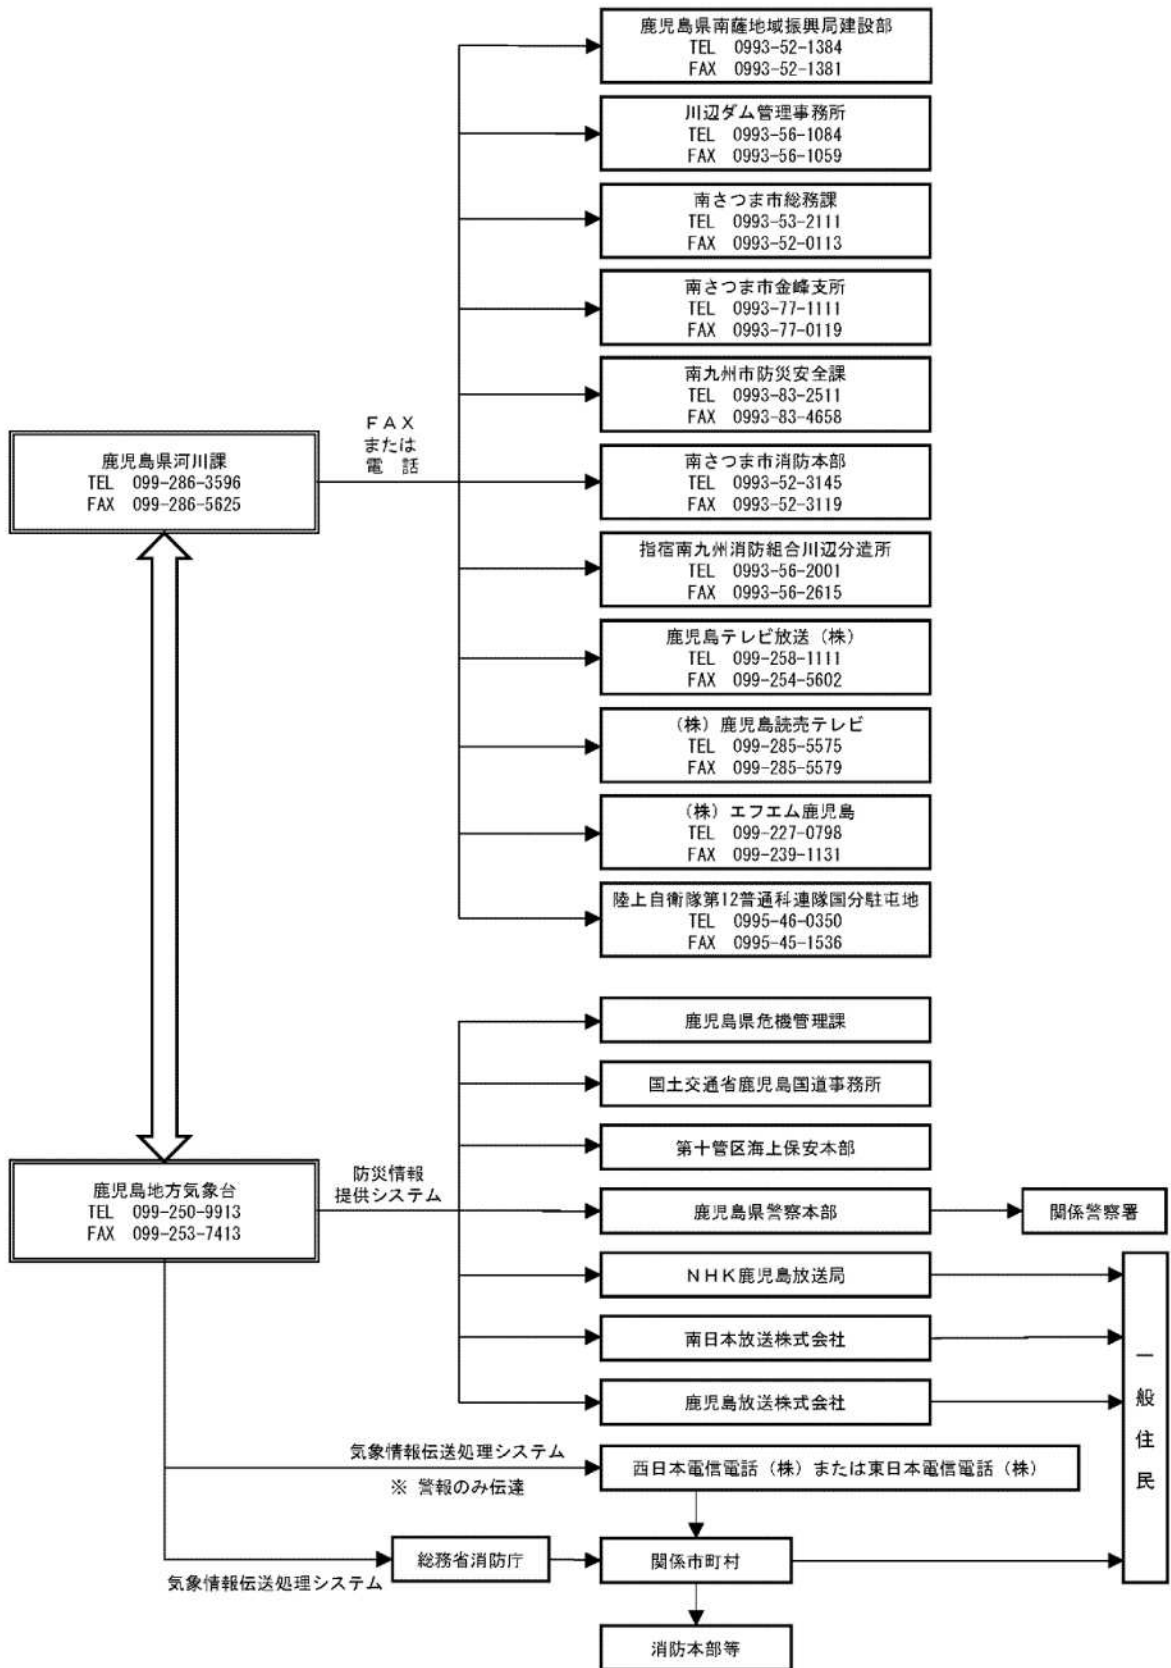 鹿児島県南薩地域振興局建設部
TEL 0993-52-1384
FAX 0993-52-1381
川辺ダム管理事務所
TEL 0993-56-1084
FAX 0993-56-1059
南さつま市総務課
TEL 0993-53-2111
FAX 0993-52-0113
南さつま市金峰支所
TEL 0993-77-1111
FAX 0993-77-0119
南九州市防災安全課
TEL 0993-83-2511
FAX 0993-83-4658
鹿児島県河川課
TEL 099-286-3596
FAX 099-286-5625
FAX
または
電 話
南さつま市消防本部
TEL 0993-52-3145
FAX 0993-52-3119
指宿南九州消防組合川辺分遣所
TEL 0993-56-2001
FAX 0993-56-2615
鹿児島テレビ放送（株）
TEL 099-258-1111
FAX 099-254-5602
（株）鹿児島読売テレビ
TEL 099-285-5575
FAX 099-285-5579
（株）エフエム鹿児島
TEL 099-227-0798
FAX 099-239-1131
陸上自衛隊第12普通科連隊国分駐屯地
TEL 0995-46-0350
FAX 0995-45-1536
鹿児島県危機管理課
国土交通省鹿児島国道事務所
第十管区海上保安本部
鹿児島地方気象台
TEL 099-250-9913
FAX 099-253-7413
防災情報
提供システム
鹿児島県警察本部
関係警察署
NHK鹿児島放送局
南日本放送株式会社
鹿児島放送株式会社
一般住民
気象情報伝送処理システム
※ 警報のみ伝達
西日本電信電話（株）または東日本電信電話（株）
総務省消防庁
関係市町村
気象情報伝送処理システム
消防本部等